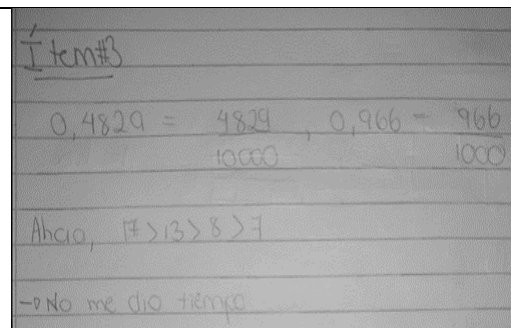 Ítem#3
0,4829 = 4829/10000 , 0,966 = 966/1000
Ahora, 17>13>8>7
→No me dio tiempo